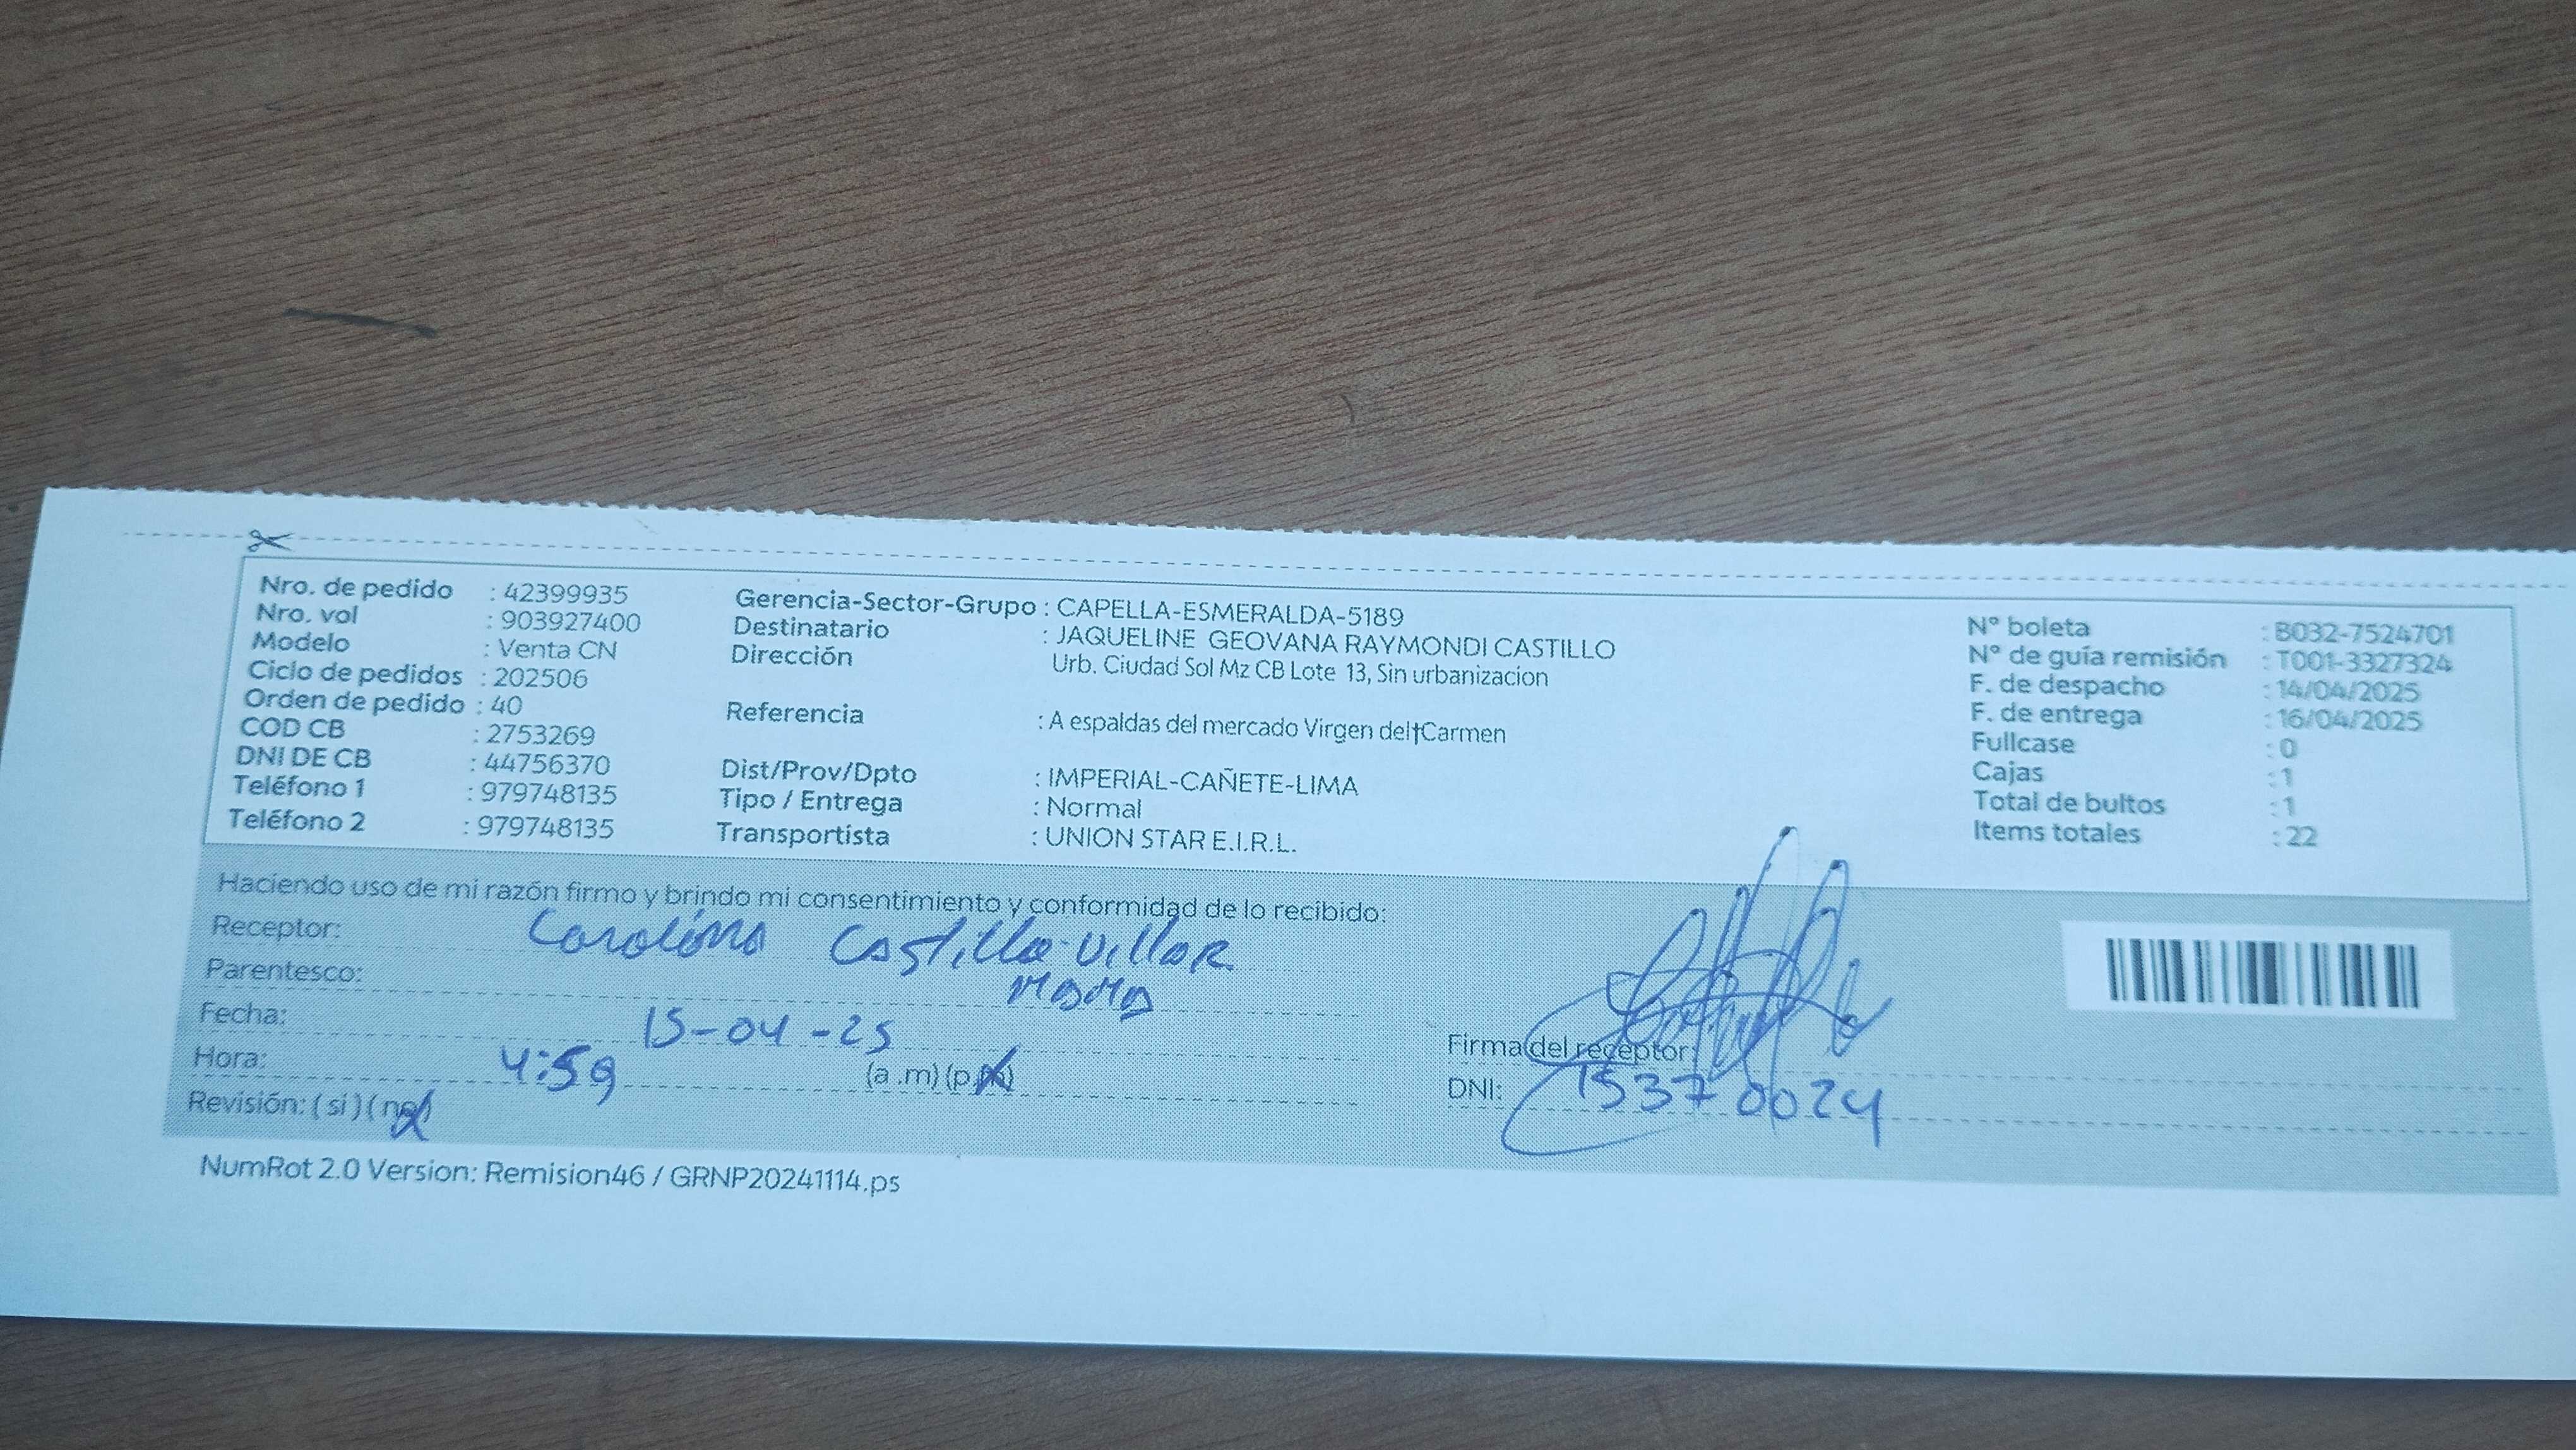 Nro. de pedido : 42399935
Nro. vol : 903927400
Modelo : Venta CN
Ciclo de pedidos : 202506
Orden de pedido : 40
COD CB : 2753269
DNI DE CB : 44756370
Teléfono 1 : 979748135
Teléfono 2 : 979748135
Gerencia-Sector-Grupo : CAPELLA-ESMERALDA-5189
Destinatario : JAQUELINE GEOVANA RAYMONDI CASTILLO
Dirección Urb. Ciudad Sol Mz CB Lote 13, Sin urbanizacion
Referencia : A espaldas del mercado Virgen del†Carmen
Dist/Prov/Dpto : IMPERIAL-CAÑETE-LIMA
Tipo / Entrega : Normal
Transportista : UNION STAR E.I.R.L.
N° boleta : B032-7524701
N° de guía remisión : T001-3327324
F. de despacho : 14/04/2025
F. de entrega : 16/04/2025
Fullcase : 0
Cajas : 1
Total de bultos : 1
Items totales : 22
Haciendo uso de mi razón firmo y brindo mi consentimiento y conformidad de lo recibido:
Receptor: Carolina Castillo Villar
Parentesco: Mama
Fecha: 15-04-25
Hora: 4:59 (a .m) (p.m)
Revisión: ( si ) ( no )
Firma del receptor:
DNI: 15370024
NumRot 2.0 Version: Remision46 / GRNP20241114.ps